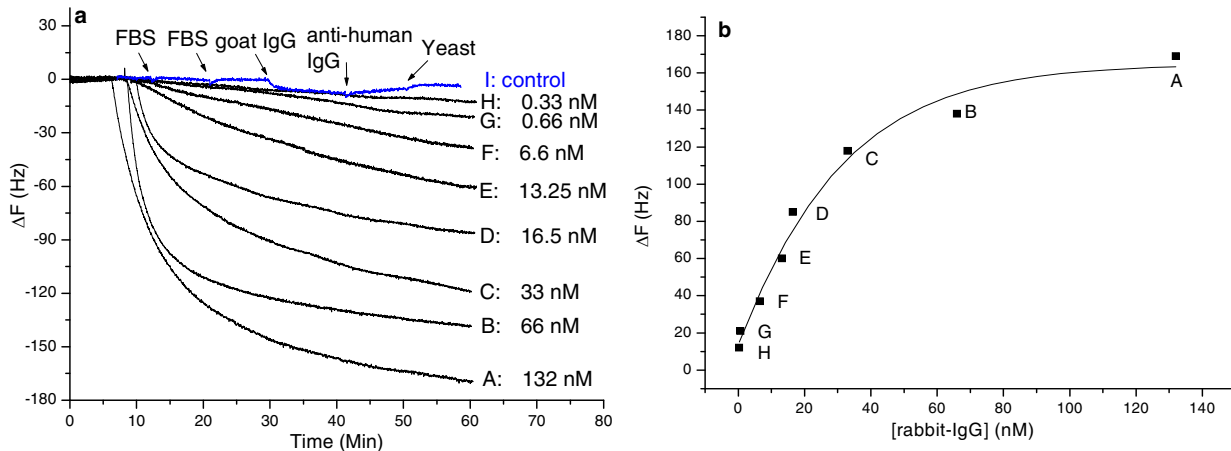 a
FBS
FBS
goat IgG
anti-human
IgG
Yeast
I: control
H: 0.33 nM
G: 0.66 nM
F: 6.6 nM
E: 13.25 nM
D: 16.5 nM
C: 33 nM
B: 66 nM
A: 132 nM
30
0
-30
-60
-90
-120
-150
-180
ΔF (Hz)
0 10 20 30 40 50 60 70 80
Time (Min)
b
180
160
140
120
100
80
60
40
20
0
ΔF (Hz)
A
B
C
D
E
F
G
H
0 20 40 60 80 100 120 140
[rabbit-IgG] (nM)